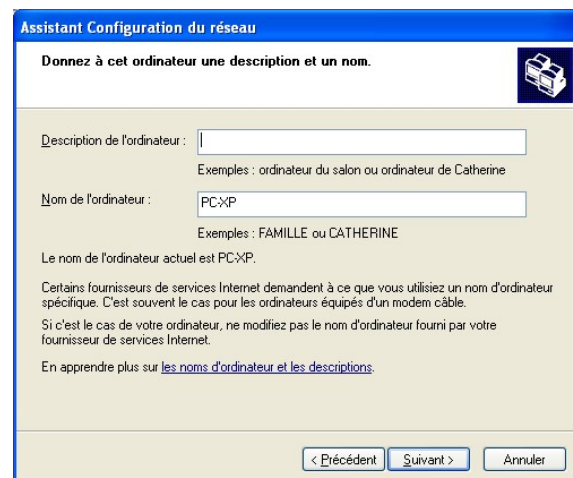 Assistant Configuration du réseau
Donnez à cet ordinateur une description et un nom.
Description de l'ordinateur :
Exemples : ordinateur du salon ou ordinateur de Catherine
Nom de l'ordinateur : PC-XP
Exemples : FAMILLE ou CATHERINE
Le nom de l'ordinateur actuel est PC-XP.
Certains fournisseurs de services Internet demandent à ce que vous utilisiez un nom d'ordinateur
spécifique. C'est souvent le cas pour les ordinateurs équipés d'un modem câble.
Si c'est le cas de votre ordinateur, ne modifiez pas le nom d'ordinateur fourni par votre
fournisseur de services Internet.
En apprendre plus sur les noms d'ordinateur et les descriptions.
< Précédent Suivant > Annuler